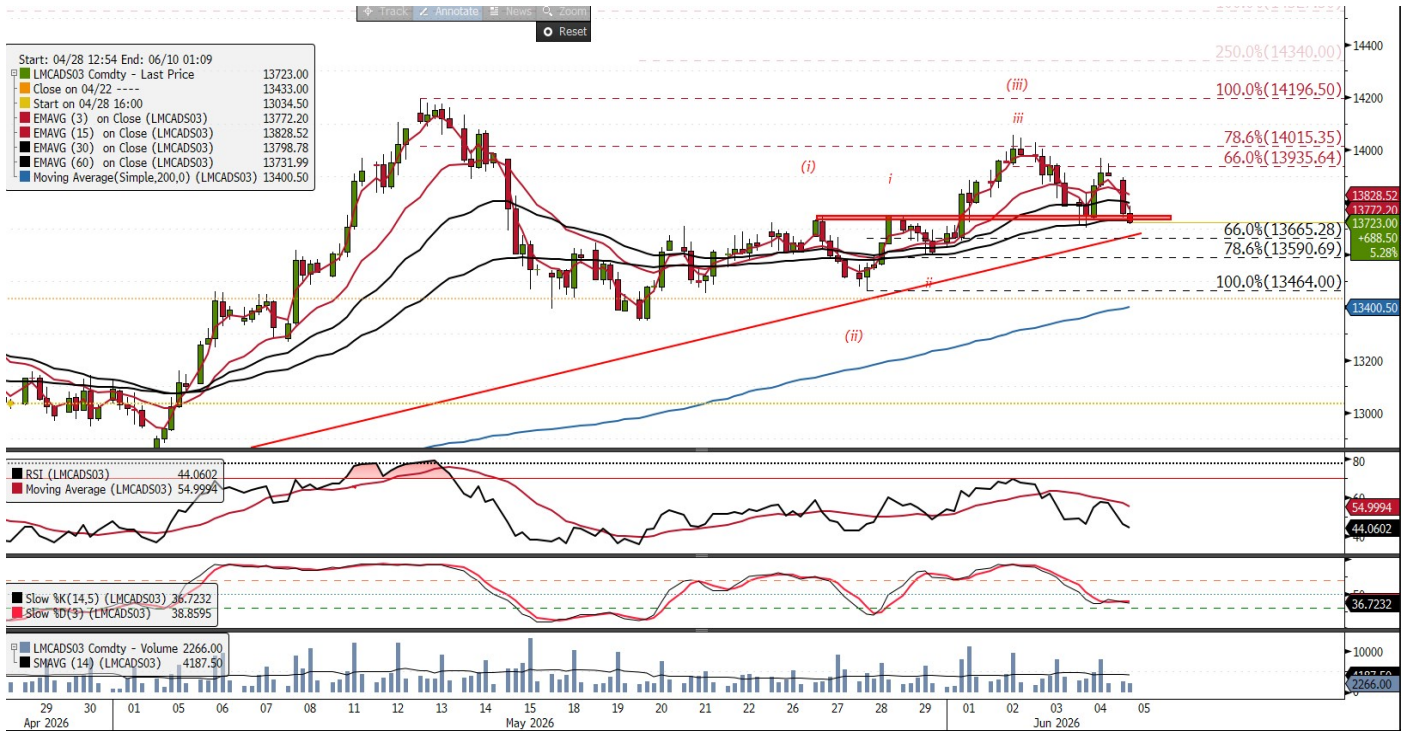 Track Annotate News Zoom
Reset
Start: 04/28 12:54 End: 06/10 01:09
LMCADS03 Comdty - Last Price 13723.00
Close on 04/22 ---- 13433.00
Start on 04/28 16:00 13034.50
EMAVG (3) on Close (LMCADS03) 13772.20
EMAVG (15) on Close (LMCADS03) 13828.52
EMAVG (30) on Close (LMCADS03) 13798.78
EMAVG (60) on Close (LMCADS03) 13731.99
Moving Average(Simple,200,0) (LMCADS03) 13400.50
14400
250.0%(14340.00)
14200
100.0%(14196.50)
(iii)
iii
78.6%(14015.35)
14000
66.0%(13935.64)
(i)
i
13828.52
13772.20
13723.00
+688.50
5.28%
66.0%(13665.28)
78.6%(13590.69)
100.0%(13464.00)
ii
(ii)
13400.50
13200
13000
RSI (LMCADS03) 44.0602
Moving Average (LMCADS03) 54.9994
80
54.9994
44.0602
Slow %K(14,5) (LMCADS03) 36.7232
Slow %D(3) (LMCADS03) 38.8595
36.7232
LMCADS03 Comdty - Volume 2266.00
SMAVG (14) (LMCADS03) 4187.50
10000
4187.50
2266.00
29 30 01 05 06 07 08 11 12 13 14 15 18 19 20 21 22 26 27 28 29 01 02 03 04 05
Apr 2026 May 2026 Jun 2026